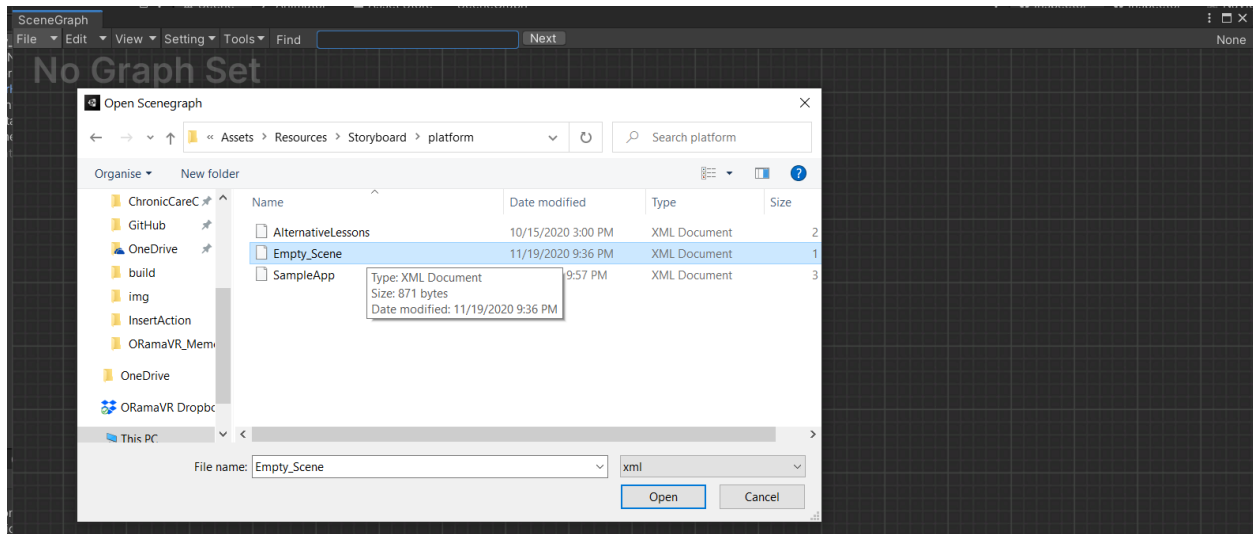 SceneGraph
File Edit View Setting Tools Find Next None
No Graph Set
Open Scenegraph
« Assets > Resources > Storyboard > platform Search platform
Organise New folder
Name Date modified Type Size
ChronicCareC
GitHub
OneDrive
build
img
InsertAction
ORamaVR_Mem
OneDrive
ORamaVR Dropbo
This PC
AlternativeLessons 10/15/2020 3:00 PM XML Document 2
Empty_Scene 11/19/2020 9:36 PM XML Document 1
SampleApp 9:57 PM XML Document 3
Type: XML Document
Size: 871 bytes
Date modified: 11/19/2020 9:36 PM
File name: Empty_Scene xml
Open Cancel